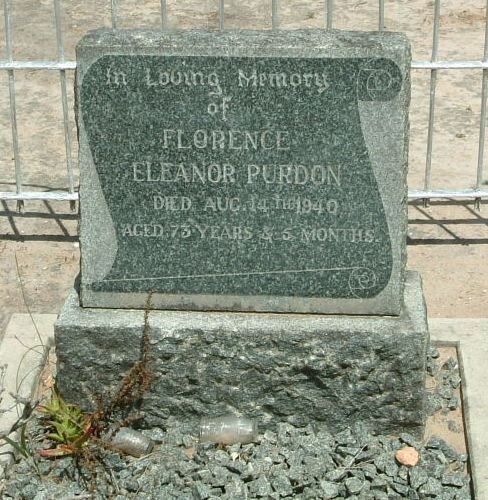 In Loving Memory
of
FLORENCE
ELEANOR PURDON
DIED AUG. 14TH 1940
AGED 73 YEARS & 5 MONTHS.